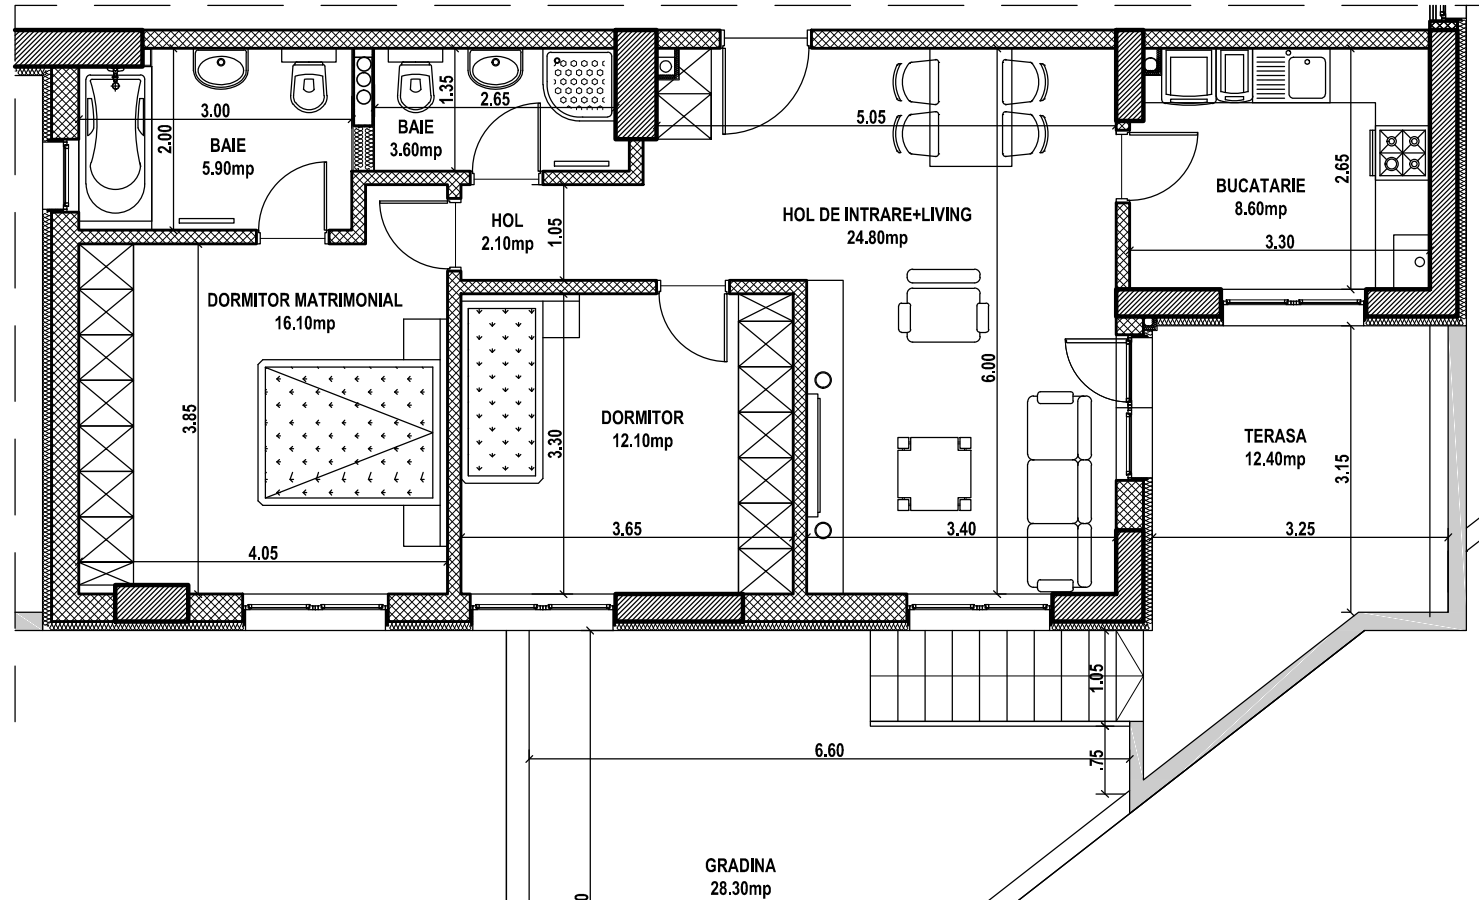 3.00
2.00
BAIE
5.90mp
1.35
2.65
BAIE
3.60mp
5.05
HOL
2.10mp
1.05
HOL DE INTRARE+LIVING
24.80mp
BUCATARIE
8.60mp
2.65
3.30
DORMITOR MATRIMONIAL
16.10mp
3.85
4.05
DORMITOR
12.10mp
3.30
3.65
6.00
3.40
TERASA
12.40mp
3.15
3.25
1.05
6.60
.75
GRADINA
28.30mp